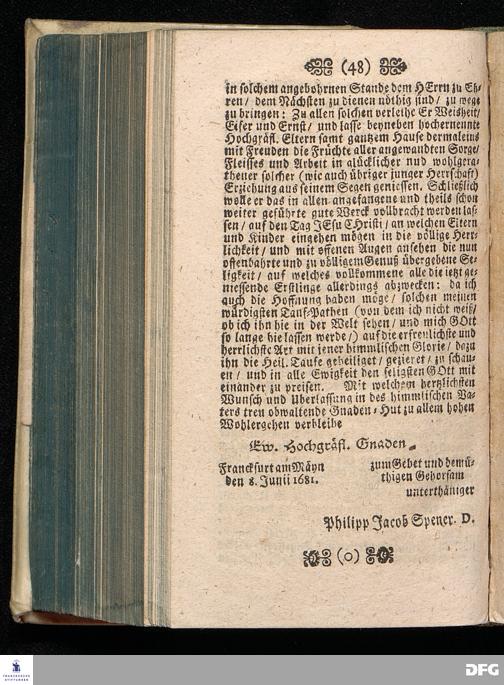 (48)
in solchem angebohrnen Stande dem HErrn zu Eh-
ren / dem Nächsten zu dienen nöthig sind / zu wege
zu bringen: Zu allen solchen verleihe Er Weisheit /
Eifer und Ernst / und lasse beyneben hocherneunte
Hochgräfl. Eltern samt gantzem Hause dermaleins
mit Freuden die Früchte aller angewandten Sorge /
Fleisses und Arbeit in glücklicher und wohlgera-
thener solcher (wie auch übriger junger Herrschaft)
Erziehung aus seinem Segen geniessen. Schließlich
wolle er das in allen angefangene und theils schon
weiter geführte gute Werck vollbracht werden las-
sen / auf den Tag JEsu CHristi / an welchen Eltern
und Kinder eingehen mögen in die völlige Herr-
lichkeit / und mit offenen Augen ansehen die nun
offenbahrte und zu völligem Genuß übergebene Se-
ligkeit / auf welches vollkommene alle die ietzt ge-
niessende Erstlinge allerdings abzwecken: da ich
auch die Hoffnung haben möge / solchen meinen
würdigsten Tauf-Pathen (von dem ich nicht weiß /
ob ich ihn hie in der Welt sehen / und mich GOtt
so lange hie lassen werde /) auf die erfreulichste und
herrlichste Art mit jener himmlischen Glorie / dazu
ihn die Heil. Taufe geheiliget / gezieret / zu schau-
en / und in alle Ewigkeit den seligsten GOtt mit
einander zu preisen. Mit welchem hertzlichsten
Wunsch und Uberlassung in des himmlischen Va-
ters treu obwaltende Gnaden-Hut zu allem hohen
Wohlergehen verbleibe
Ew. Hochgräfl. Gnaden
Franckfurt am Mäyn
den 8. Junii 1681.
zum Gebet und demü-
thigen Gehorsam
unterthäniger
Philipp Jacob Spener. D.
(0)
FRANCKESCHE
STIFTUNGEN
DFG